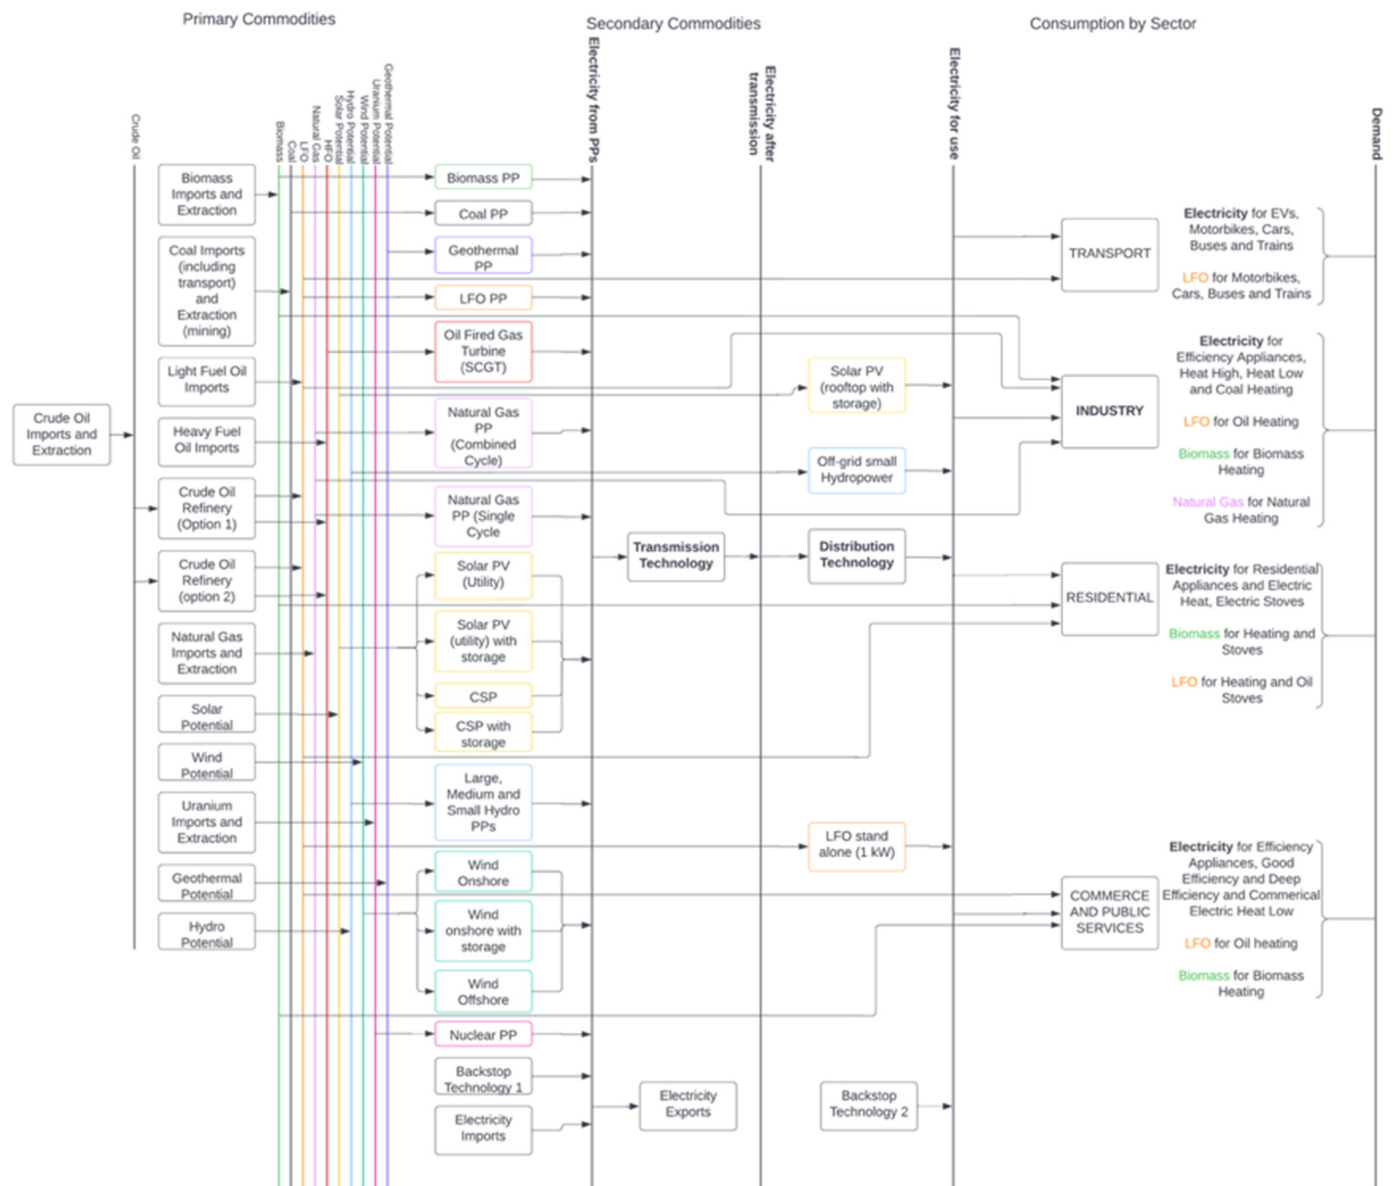 Primary Commodities
Secondary Commodities
Consumption by Sector
Crude Oil
Biomass
Coal
LFO
Natural Gas
HFO
Solar Potential
Hydro Potential
Wind Potential
Uranium Potential
Geothermal Potential
Electricity from PPs
Electricity after
transmission
Electricity for use
Demand
Crude Oil
Imports and
Extraction
Biomass
Imports and
Extraction
Coal Imports
(including
transport)
and
Extraction
(mining)
Light Fuel Oil
Imports
Heavy Fuel
Oil Imports
Crude Oil
Refinery
(Option 1)
Crude Oil
Refinery
(option 2)
Natural Gas
Imports and
Extraction
Solar
Potential
Wind
Potential
Uranium
Imports and
Extraction
Geothermal
Potential
Hydro
Potential
Biomass PP
Coal PP
Geothermal
PP
LFO PP
Oil Fired Gas
Turbine
(SCGT)
Natural Gas
PP
(Combined
Cycle)
Natural Gas
PP (Single
Cycle
Solar PV
(Utility)
Solar PV
(utility) with
storage
CSP
CSP with
storage
Large,
Medium and
Small Hydro
PPs
Wind
Onshore
Wind
onshore with
storage
Wind
Offshore
Nuclear PP
Backstop
Technology 1
Electricity
Imports
Transmission
Technology
Electricity
Exports
Solar PV
(rooftop with
storage)
Off-grid small
Hydropower
Distribution
Technology
LFO stand
alone (1 kW)
Backstop
Technology 2
TRANSPORT
INDUSTRY
RESIDENTIAL
COMMERCE
AND PUBLIC
SERVICES
Electricity for EVs,
Motorbikes, Cars,
Buses and Trains
LFO for Motorbikes,
Cars, Buses and Trains
Electricity for
Efficiency Appliances,
Heat High, Heat Low
and Coal Heating
LFO for Oil Heating
Biomass for Biomass
Heating
Natural Gas for Natural
Gas Heating
Electricity for Residential
Appliances and Electric
Heat, Electric Stoves
Biomass for Heating and
Stoves
LFO for Heating and Oil
Stoves
Electricity for Efficiency
Appliances, Good
Efficiency and Deep
Efficiency and Commerical
Electric Heat Low
LFO for Oil heating
Biomass for Biomass
Heating